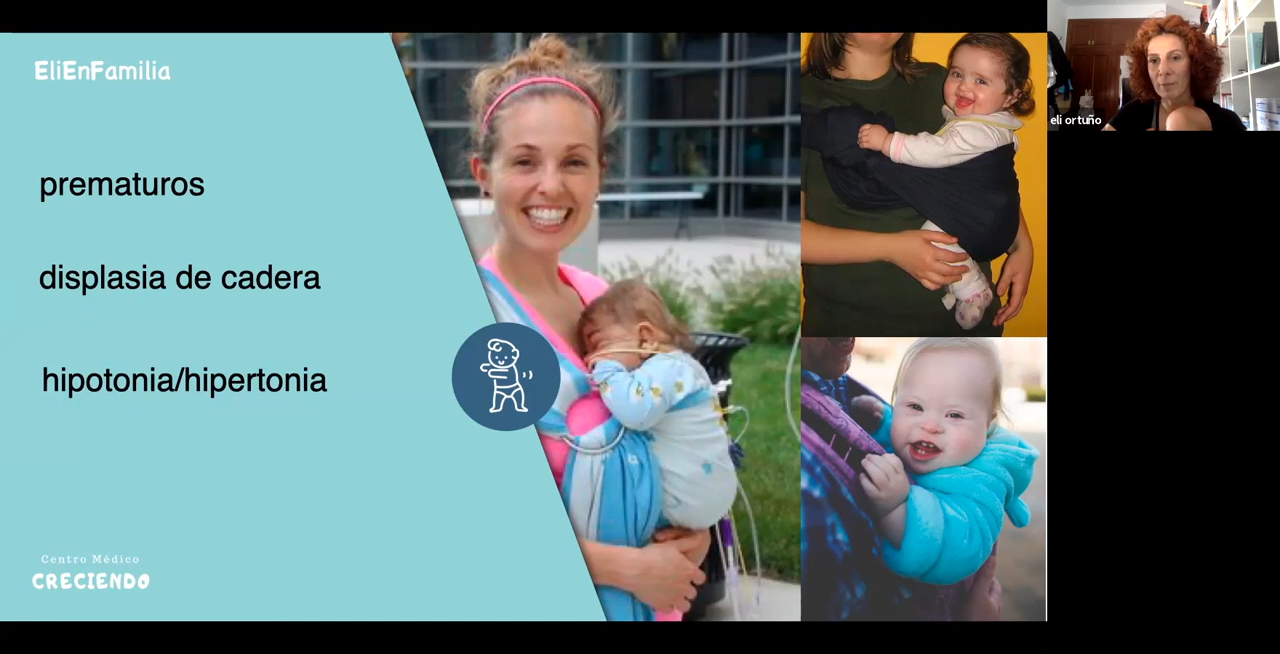 EliEnFamilia
prematuros
displasia de cadera
hipotonia/hipertonia
Centro Médico
CRECIENDO
eli ortuño